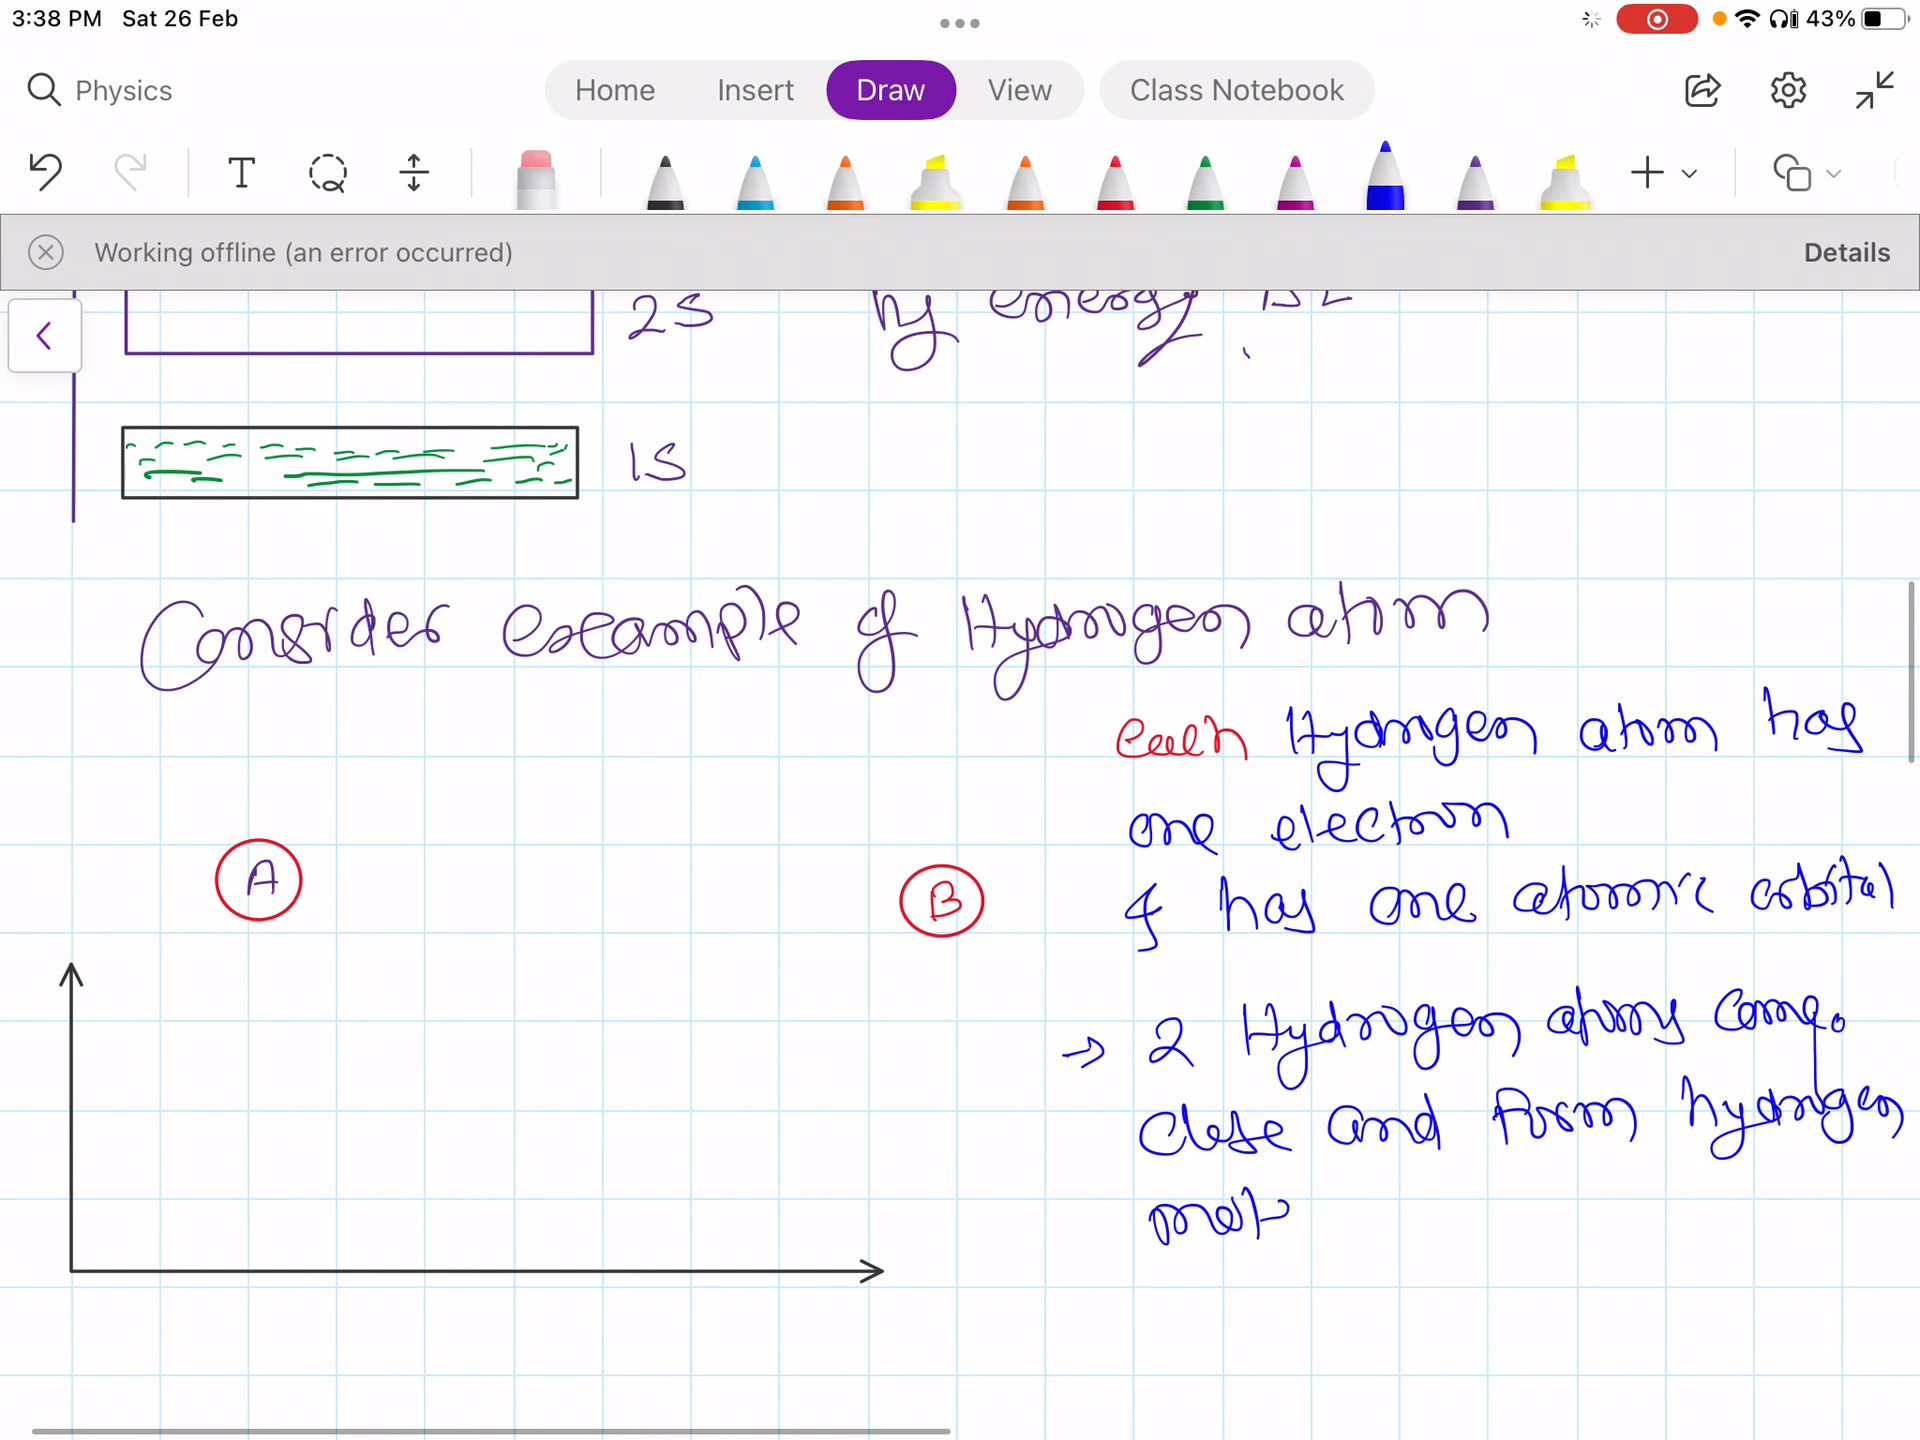 3:38 PM Sat 26 Feb
43%
Physics
Home Insert Draw View Class Notebook
T
Working offline (an error occurred) Details
2S by energy
1S
Consider example of Hydrogen atom
each Hydrogen atom has
one electron
A
B
& has one atomic orbital
→ 2 Hydrogen atoms come
close and form hydrogen